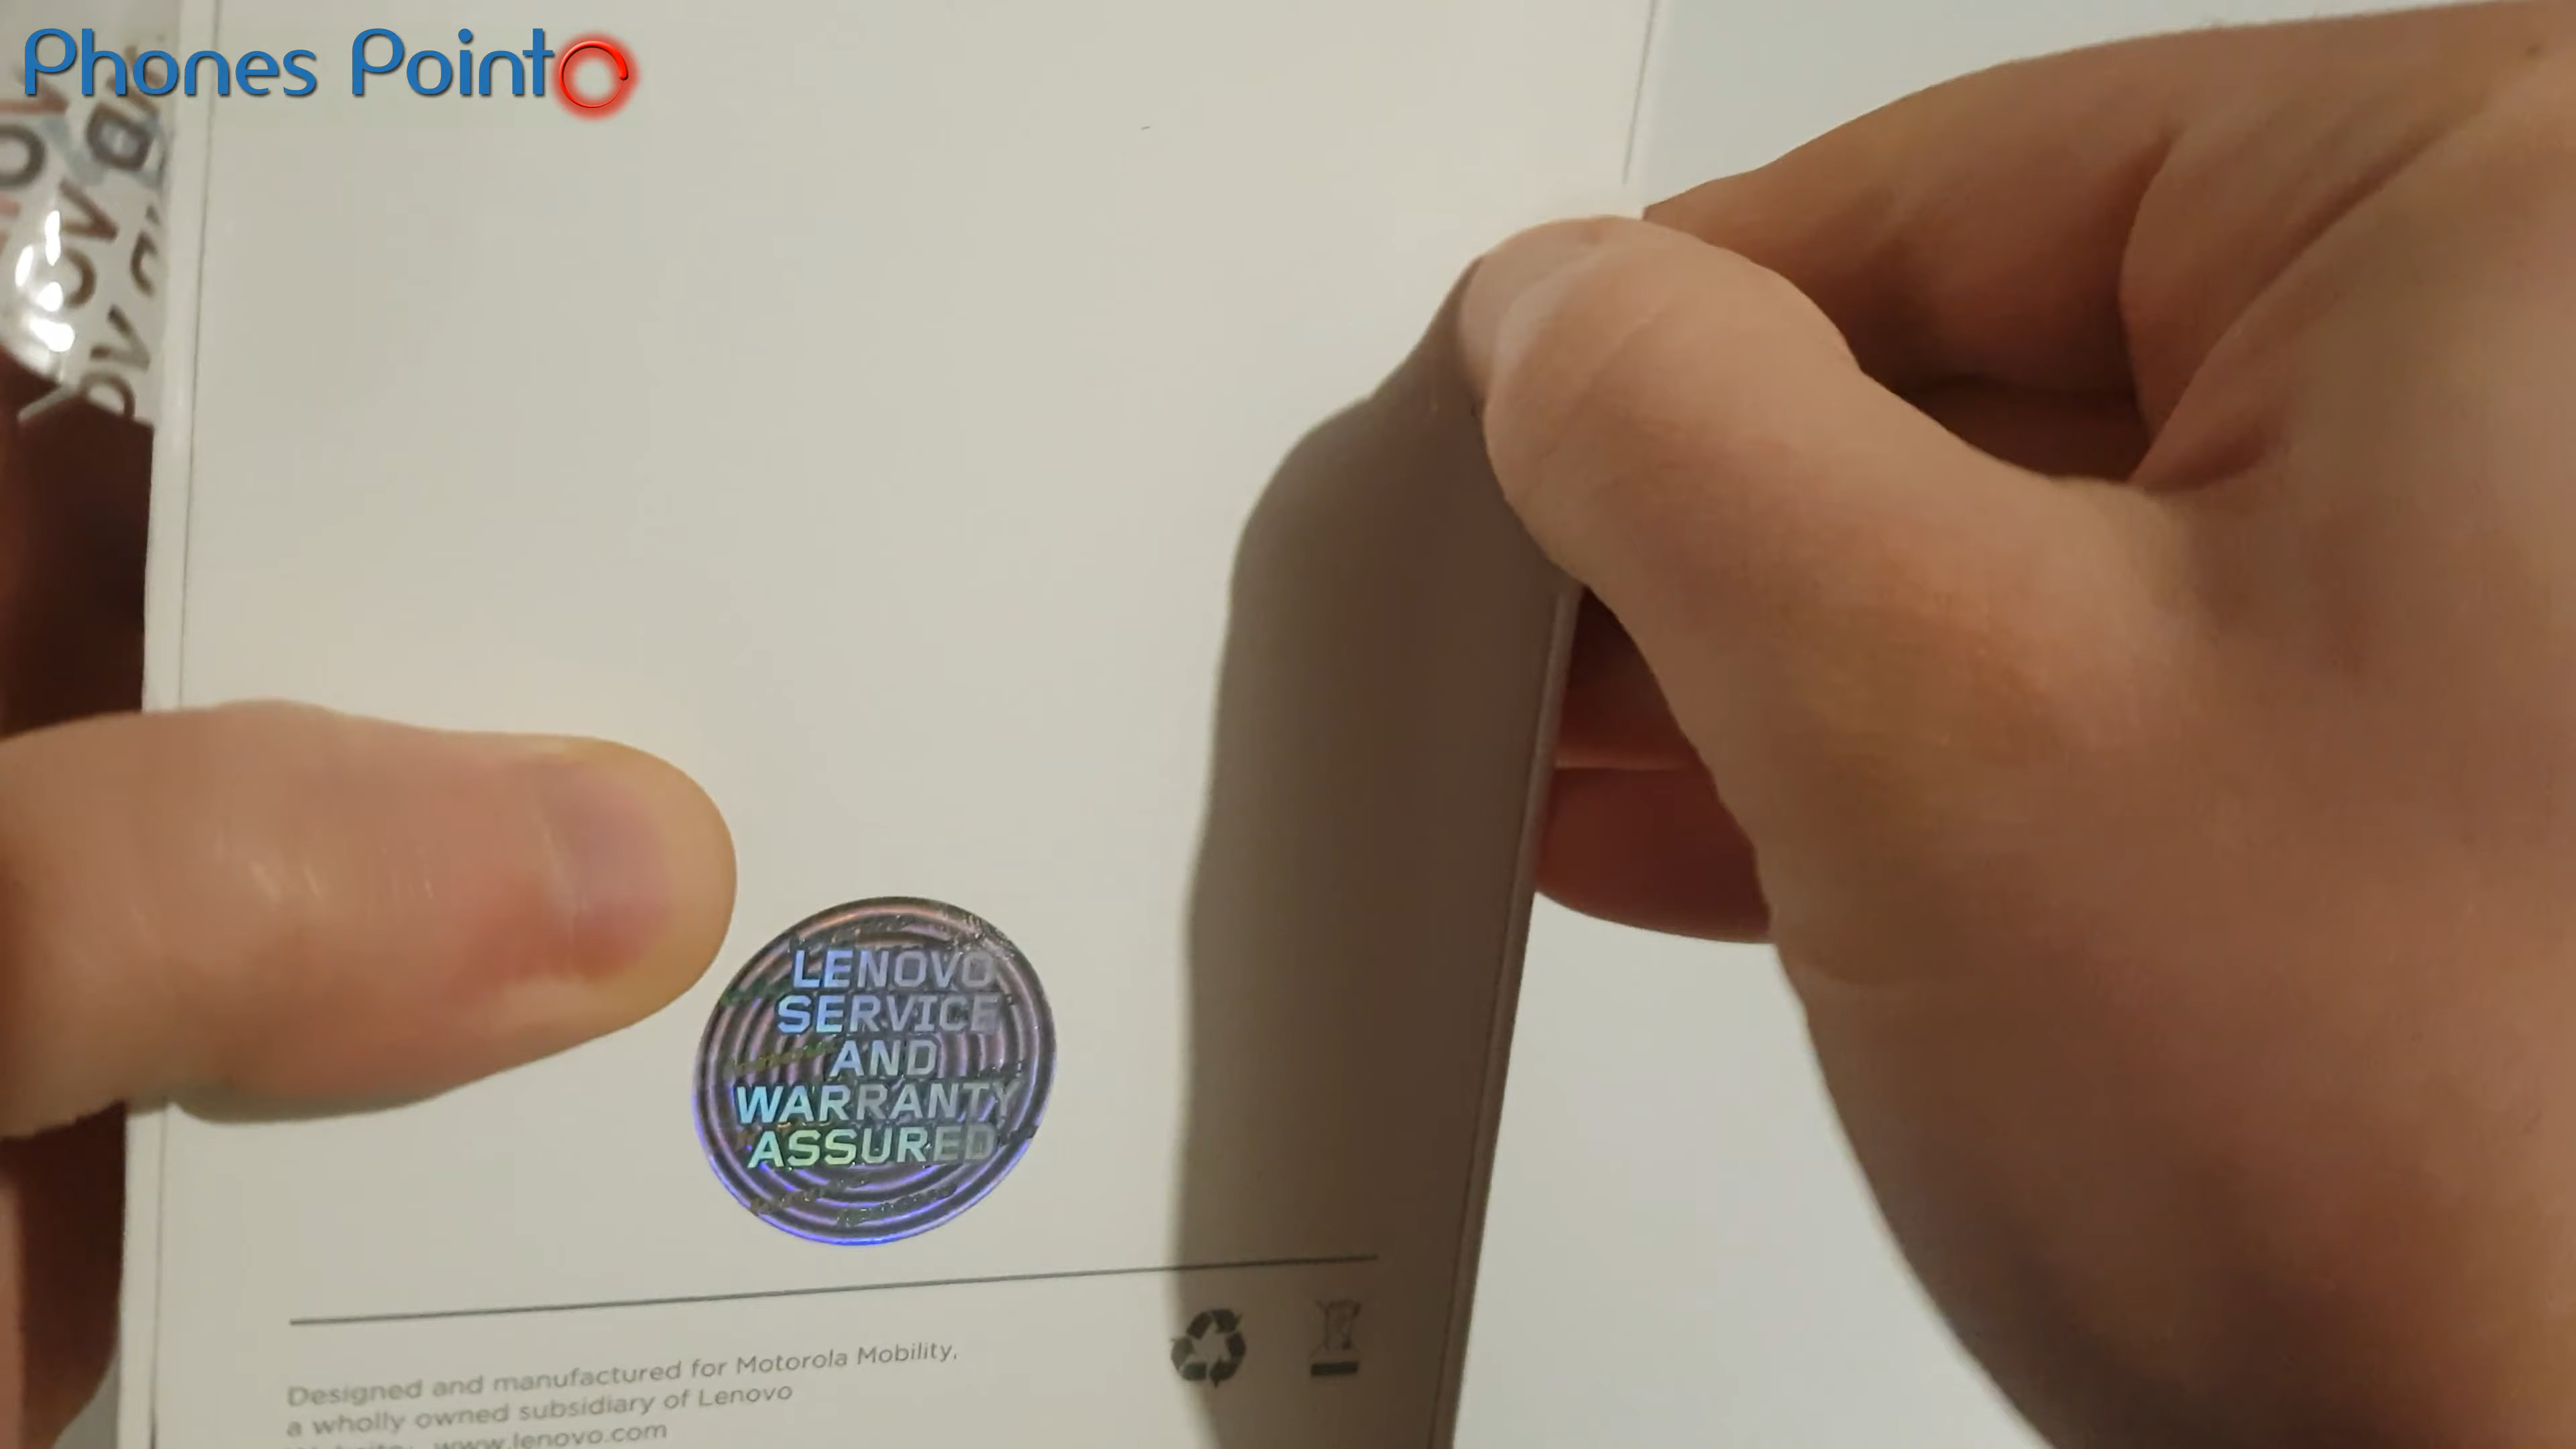 Phones Point
LENOVO
SERVICE
AND
WARRANTY
ASSURED
Designed and manufactured for Motorola Mobility,
a wholly owned subsidiary of Lenovo
www.lenovo.com